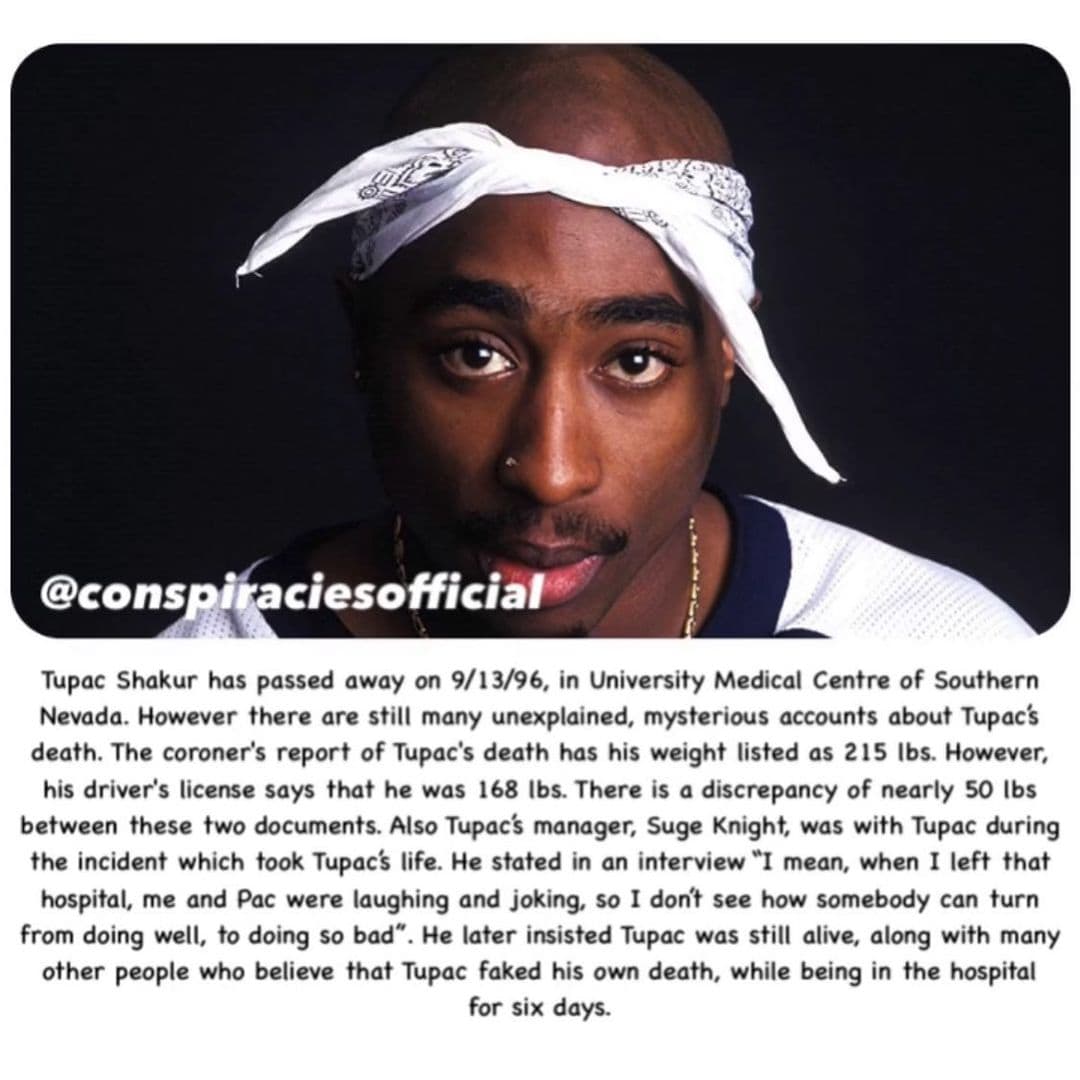 @conspiraciesofficial
Tupac Shakur has passed away on 9/13/96, in University Medical Centre of Southern
Nevada. However there are still many unexplained, mysterious accounts about Tupac's
death. The coroner's report of Tupac's death has his weight listed as 215 lbs. However,
his driver's license says that he was 168 lbs. There is a discrepancy of nearly 50 lbs
between these two documents. Also Tupac's manager, Suge Knight, was with Tupac during
the incident which took Tupac's life. He stated in an interview "I mean, when I left that
hospital, me and Pac were laughing and joking, so I don't see how somebody can turn
from doing well, to doing so bad". He later insisted Tupac was still alive, along with many
other people who believe that Tupac faked his own death, while being in the hospital
for six days.